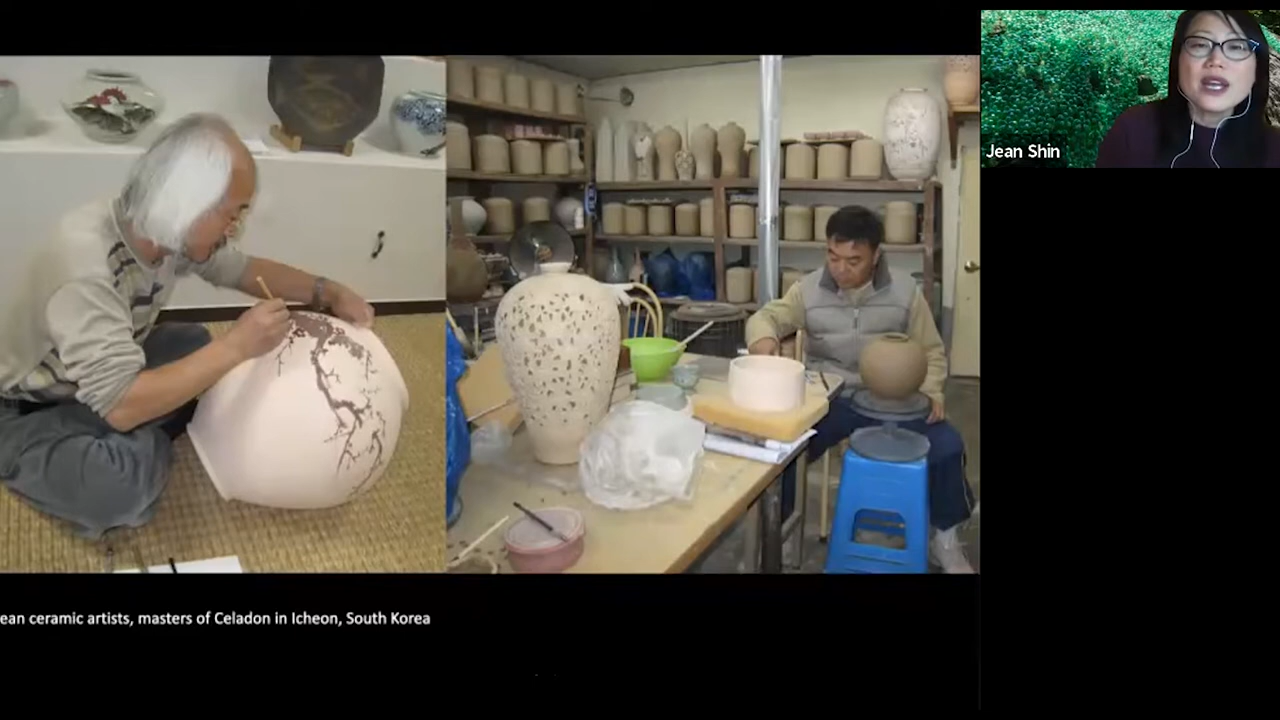 Jean Shin
ean ceramic artists, masters of Celadon in Icheon, South Korea